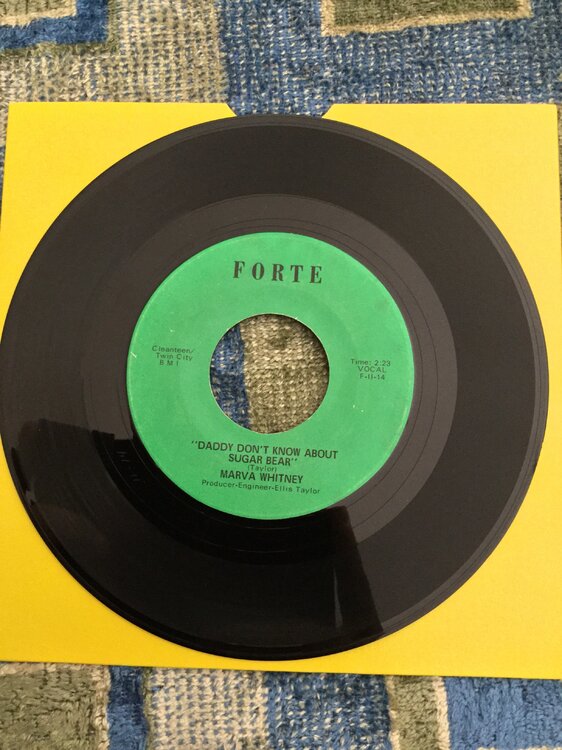 FORTE
Cleanteen/
Twin City
BMI
Time: 2:23
VOCAL
F-II-14
"DADDY DON'T KNOW ABOUT
SUGAR BEAR"
(Taylor)
MARVA WHITNEY
Producer-Engineer-Ellis Taylor